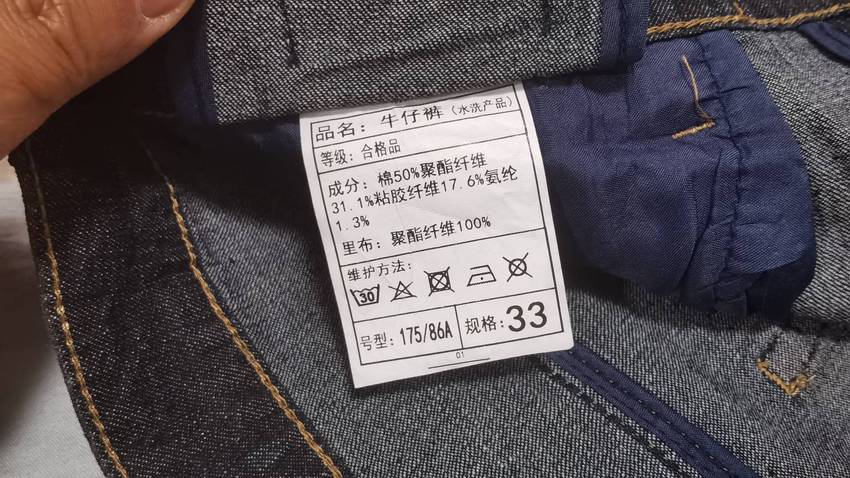 品名：牛仔裤（水洗产品）
等级：合格品
成分：棉50%聚酯纤维
31.1%粘胶纤维17.6%氨纶
1.3%
里布：聚酯纤维100%
维护方法：
30
号型：175/86A 规格：33
01